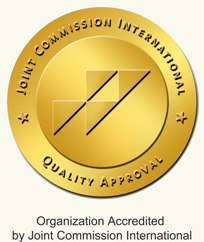 JOINT COMMISSION INTERNATIONAL
QUALITY APPROVAL
Organization Accredited
by Joint Commission International